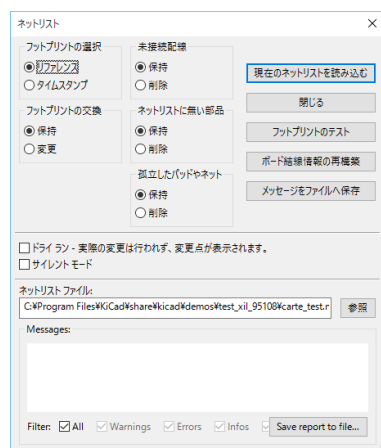 ネットリスト
フットプリントの選択
リファレンス
タイムスタンプ
未接続配線
保持
削除
現在のネットリストを読み込む
閉じる
フットプリントの交換
保持
変更
ネットリストに無い部品
保持
削除
フットプリントのテスト
ボード結線情報の再構築
孤立したパッドやネット
保持
削除
メッセージをファイルへ保存
ドライ ラン - 実際の変更は行われず、変更点が表示されます。
サイレント モード
ネットリスト ファイル:
C:¥Program Files¥KiCad¥share¥kicad¥demos¥test_xil_95108¥carte_test.r
参照
Messages:
Filter:
All
Warnings
Errors
Infos
Save report to file...